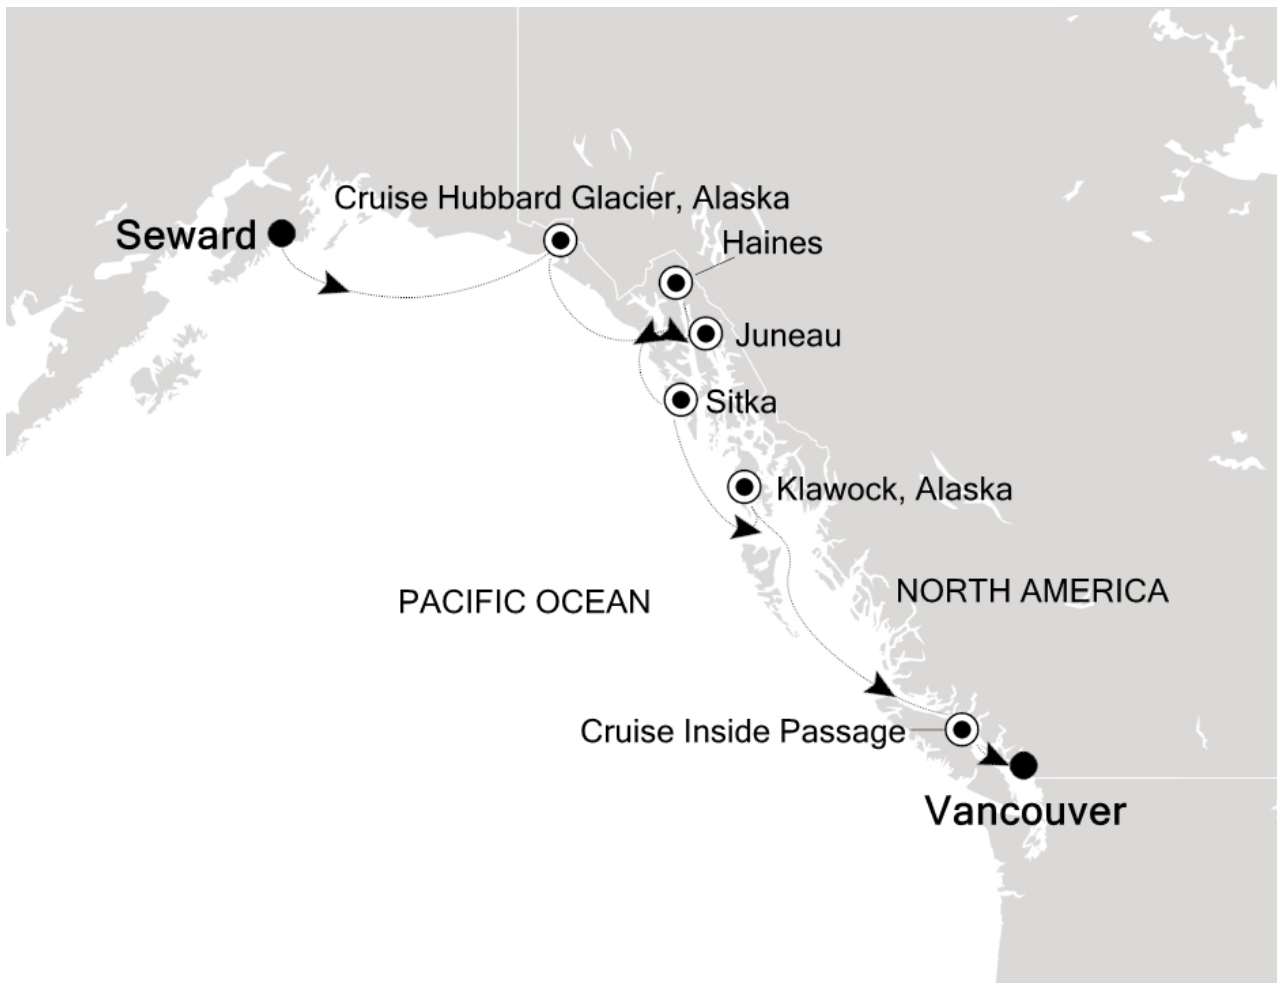 Cruise Hubbard Glacier, Alaska
Seward
Haines
Juneau
Sitka
Klawock, Alaska
PACIFIC OCEAN
NORTH AMERICA
Cruise Inside Passage
Vancouver